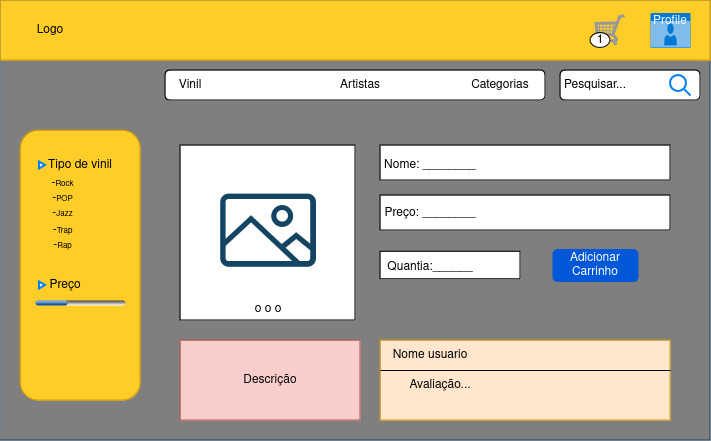 Logo
1
Profile
Vinil
Artistas
Categorias
Pesquisar...
Tipo de vinil
-Rock
-POP
-Jazz
-Trap
-Rap
Preço
o o o
Nome: ________
Preço: ________
Quantia:______
Adicionar
Carrinho
Descrição
Nome usuario
Avaliação...